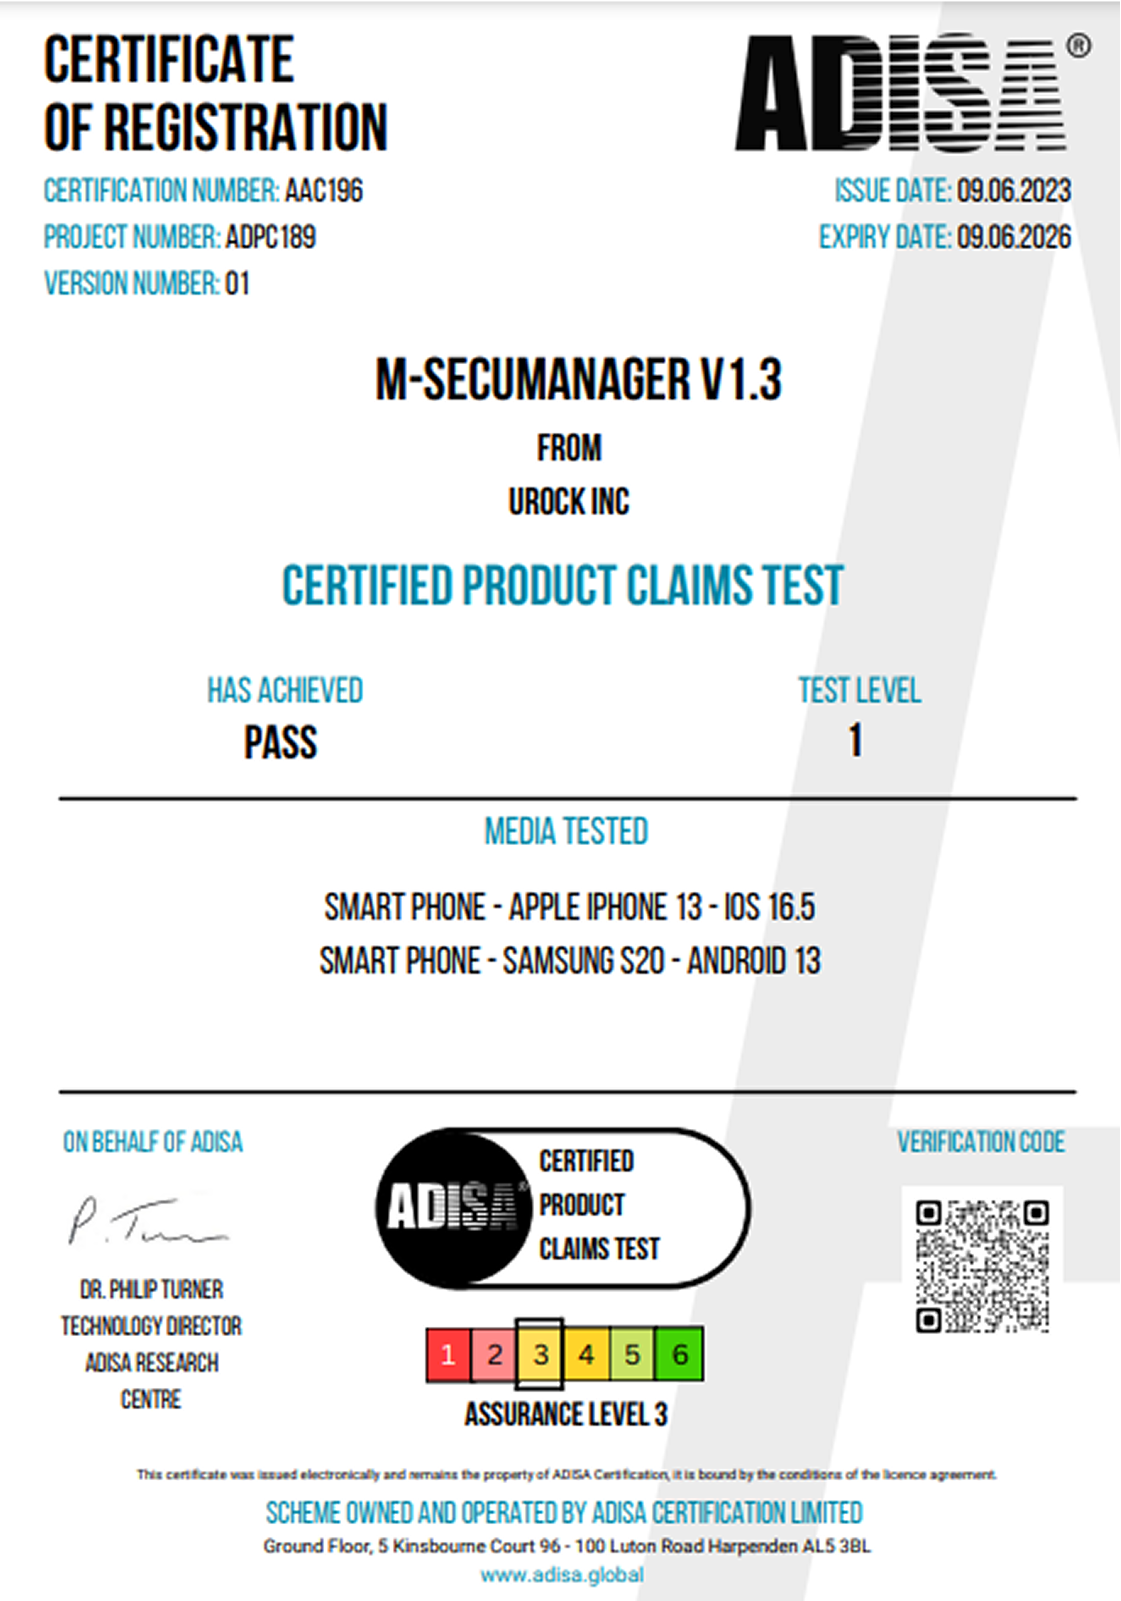 CERTIFICATE
OF REGISTRATION
ADISA®
CERTIFICATION NUMBER: AAC196
ISSUE DATE: 09.06.2023
PROJECT NUMBER: ADPC189
EXPIRY DATE: 09.06.2026
VERSION NUMBER: 01
M-SECUMANAGER V1.3
FROM
UROCK INC
CERTIFIED PRODUCT CLAIMS TEST
HAS ACHIEVED
PASS
TEST LEVEL
1
MEDIA TESTED
SMART PHONE - APPLE IPHONE 13 - IOS 16.5
SMART PHONE - SAMSUNG S20 - ANDROID 13
ON BEHALF OF ADISA
P. Turner
DR. PHILIP TURNER
TECHNOLOGY DIRECTOR
ADISA RESEARCH
CENTRE
ADISA®
CERTIFIED
PRODUCT
CLAIMS TEST
1 2 3 4 5 6
ASSURANCE LEVEL 3
VERIFICATION CODE
This certificate was issued electronically and remains the property of ADISA Certification, it is bound by the conditions of the licence agreement.
SCHEME OWNED AND OPERATED BY ADISA CERTIFICATION LIMITED
Ground Floor, 5 Kinsbourne Court 96 - 100 Luton Road Harpenden AL5 3BL
www.adisa.global